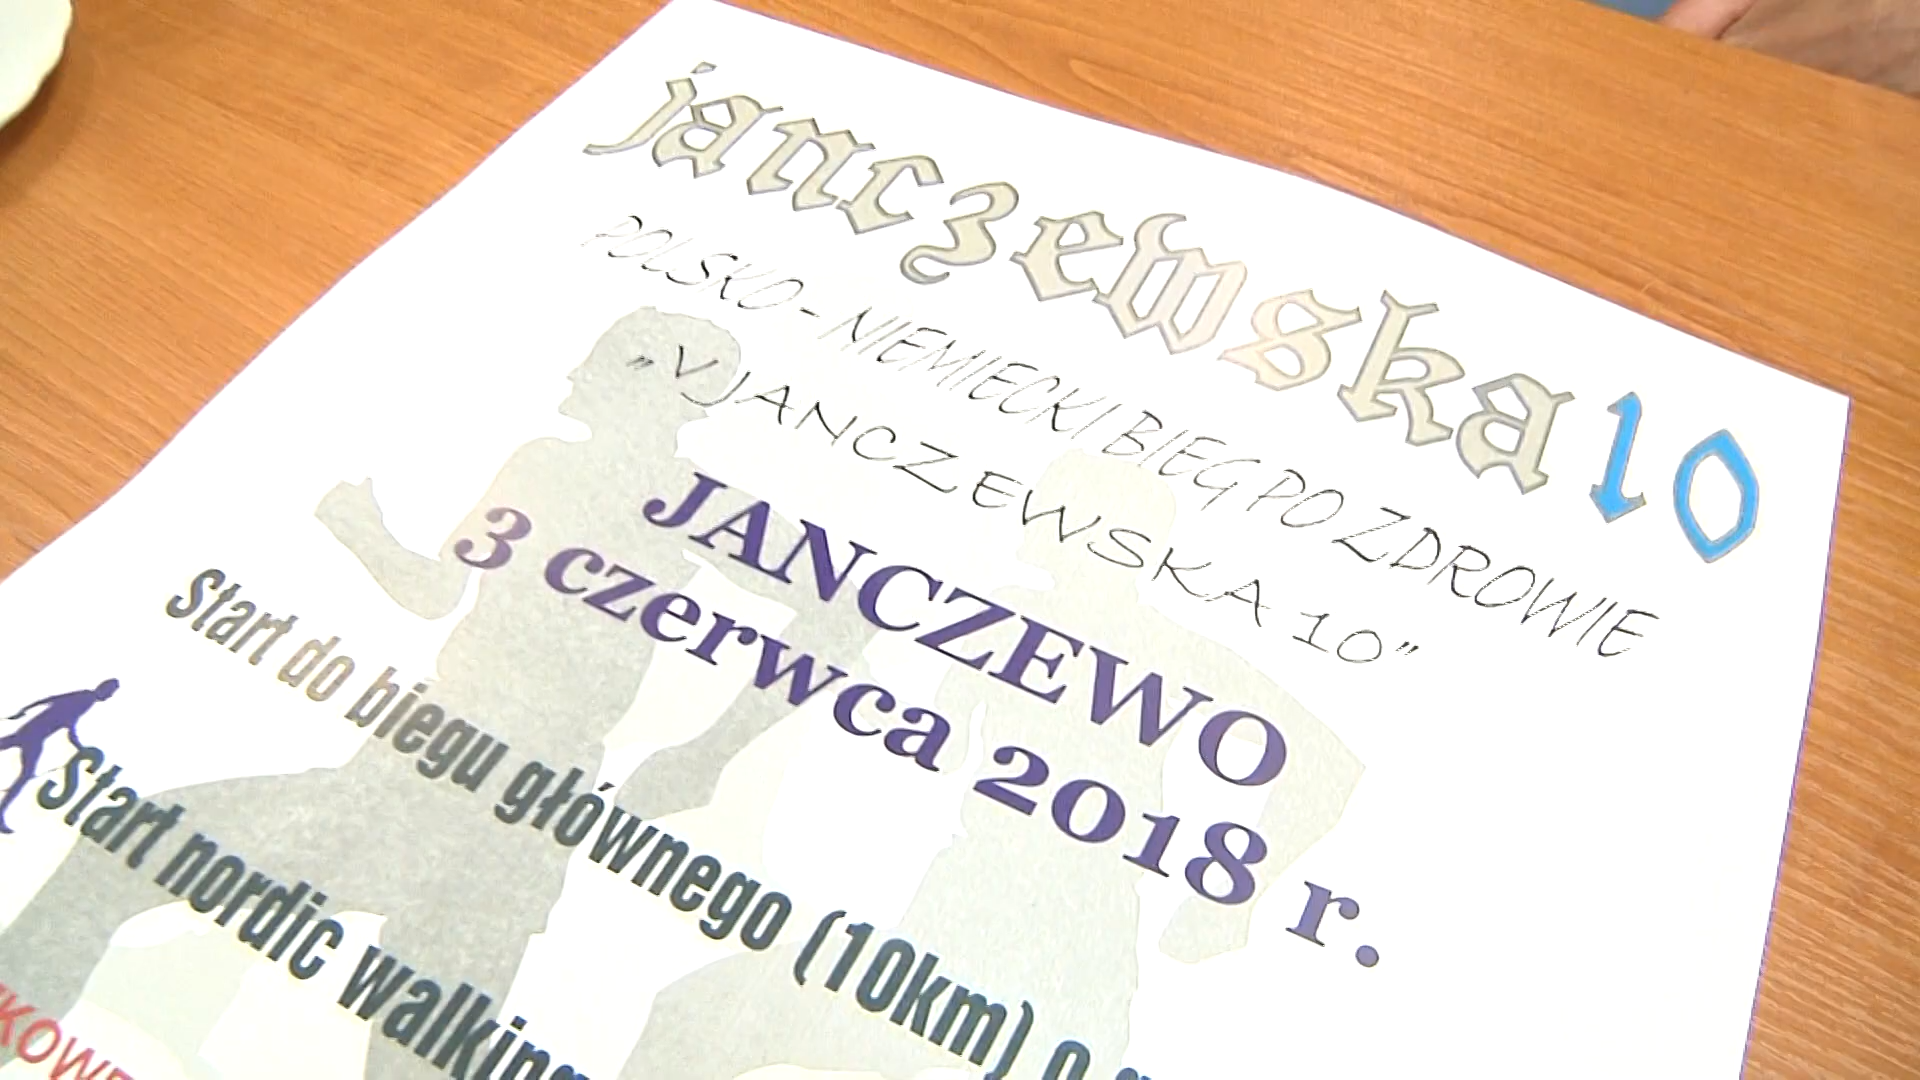 janczewska 10
POLSKO - NIEMIECKI BIEG PO ZDROWIE
„V JANCZEWSKA 10”
JANCZEWO
3 czerwca 2018 r.
Start do biegu głównego (10km) o
Start nordic walking